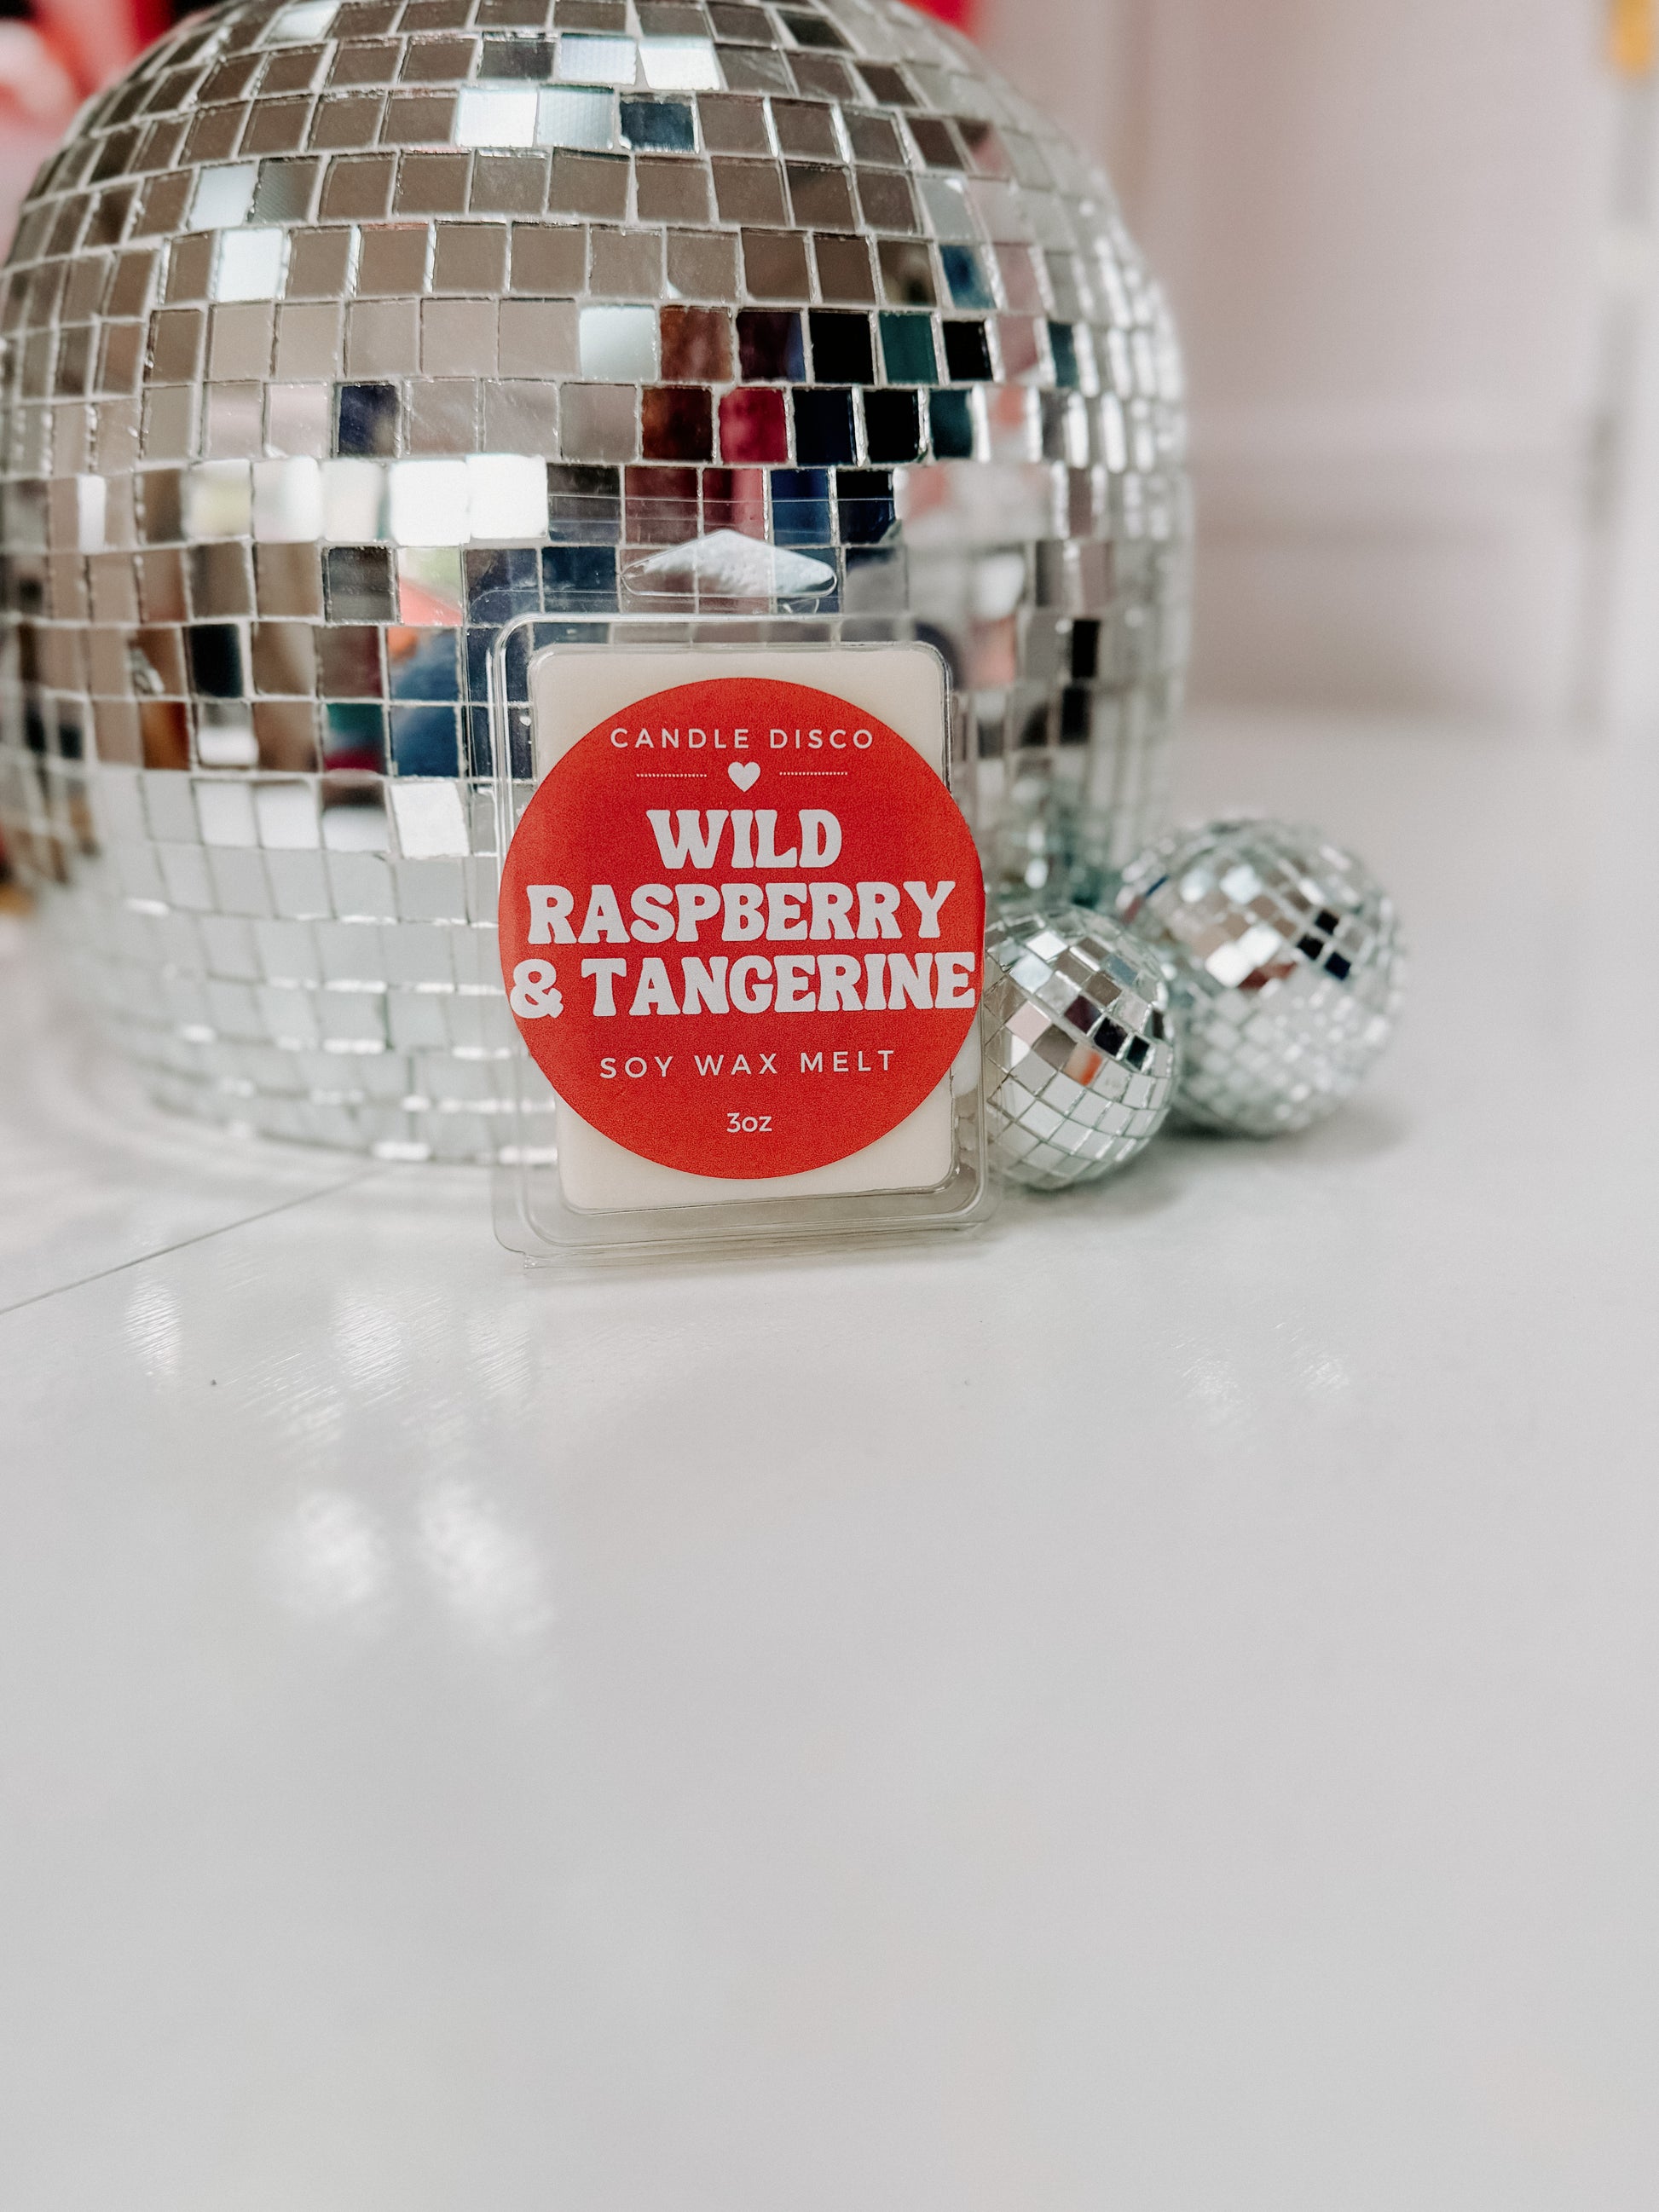 CANDLE DISCO
WILD
RASPBERRY
& TANGERINE
SOY WAX MELT
3oz